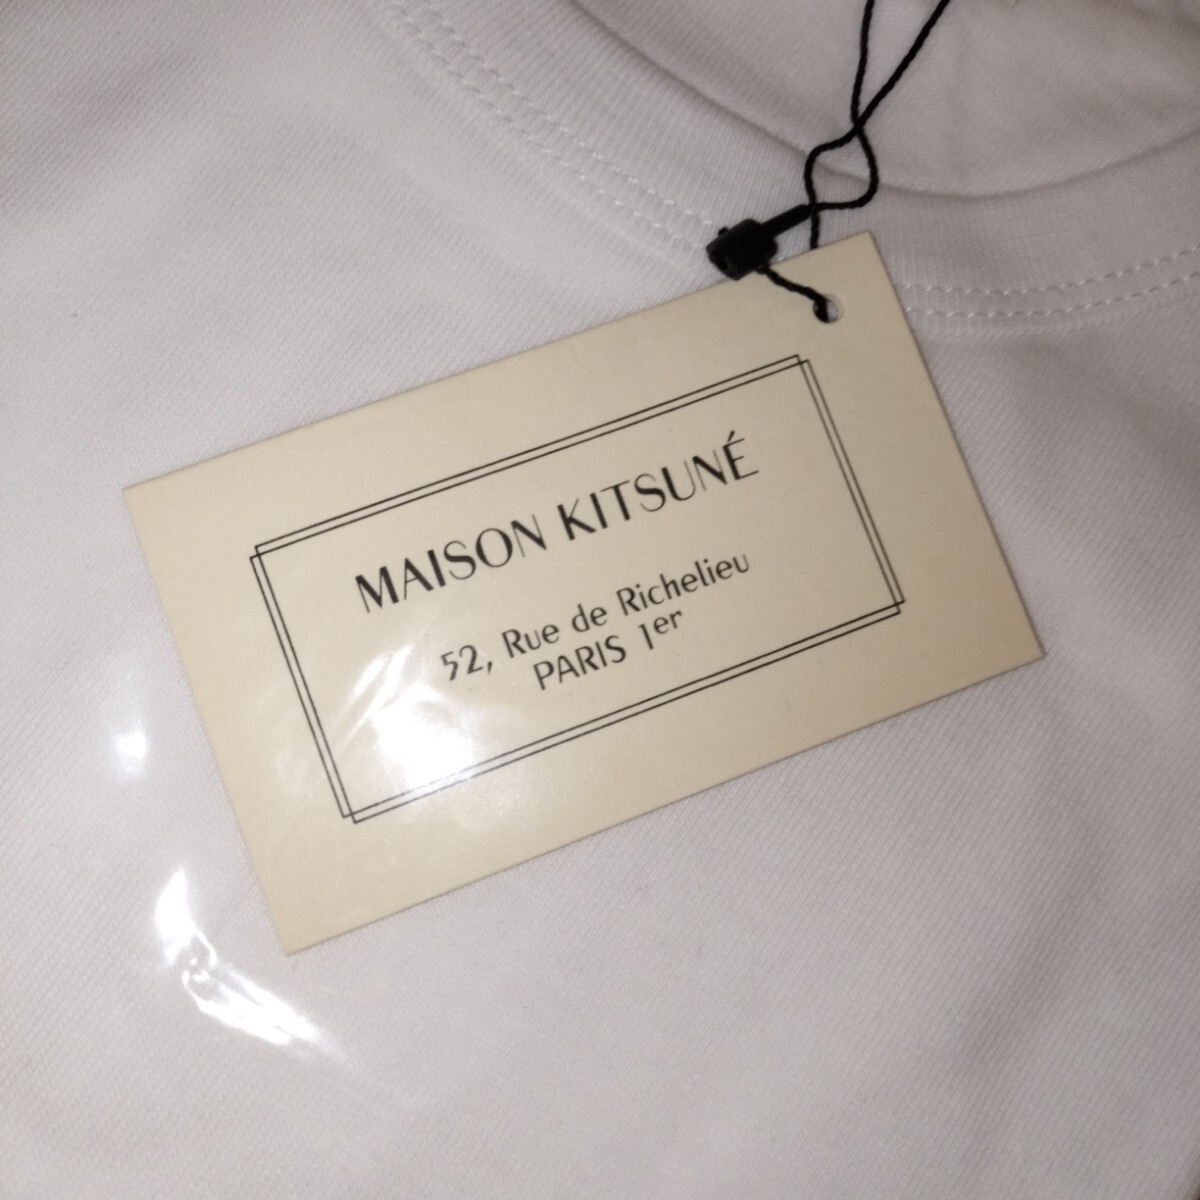 MAISON KITSUNÉ
52, Rue de Richelieu
PARIS 1er